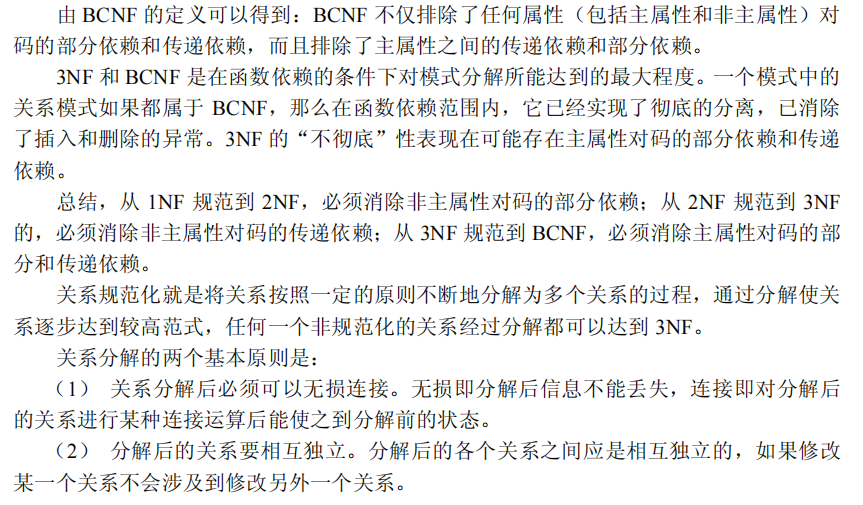 由 BCNF 的定义可以得到：BCNF 不仅排除了任何属性（包括主属性和非主属性）对
码的部分依赖和传递依赖，而且排除了主属性之间的传递依赖和部分依赖。
3NF 和 BCNF 是在函数依赖的条件下对模式分解所能达到的最大程度。一个模式中的
关系模式如果都属于 BCNF，那么在函数依赖范围内，它已经实现了彻底的分离，已消除
了插入和删除的异常。3NF 的“不彻底”性表现在可能存在主属性对码的部分依赖和传递
依赖。
总结，从 1NF 规范到 2NF，必须消除非主属性对码的部分依赖；从 2NF 规范到 3NF
的，必须消除非主属性对码的传递依赖；从 3NF 规范到 BCNF，必须消除主属性对码的部
分和传递依赖。
关系规范化就是将关系按照一定的原则不断地分解为多个关系的过程，通过分解使关
系逐步达到较高范式，任何一个非规范化的关系经过分解都可以达到 3NF。
关系分解的两个基本原则是：
（1） 关系分解后必须可以无损连接。无损即分解后信息不能丢失，连接即对分解后
的关系进行某种连接运算后能使之到分解前的状态。
（2） 分解后的关系要相互独立。分解后的各个关系之间应是相互独立的，如果修改
某一个关系不会涉及到修改另外一个关系。